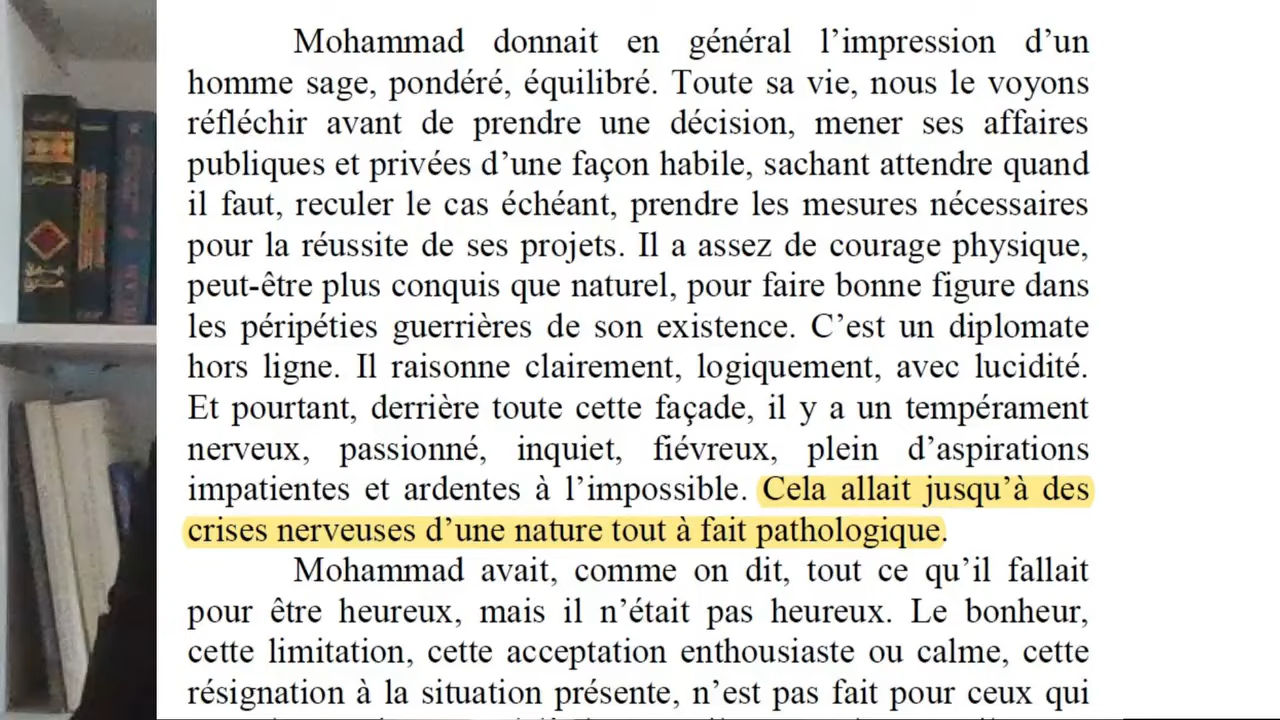 Mohammad donnait en général l’impression d’un
homme sage, pondéré, équilibré. Toute sa vie, nous le voyons
réfléchir avant de prendre une décision, mener ses affaires
publiques et privées d’une façon habile, sachant attendre quand
il faut, reculer le cas échéant, prendre les mesures nécessaires
pour la réussite de ses projets. Il a assez de courage physique,
peut-être plus conquis que naturel, pour faire bonne figure dans
les péripéties guerrières de son existence. C’est un diplomate
hors ligne. Il raisonne clairement, logiquement, avec lucidité.
Et pourtant, derrière toute cette façade, il y a un tempérament
nerveux, passionné, inquiet, fiévreux, plein d’aspirations
impatientes et ardentes à l’impossible. Cela allait jusqu’à des
crises nerveuses d’une nature tout à fait pathologique.
Mohammad avait, comme on dit, tout ce qu’il fallait
pour être heureux, mais il n’était pas heureux. Le bonheur,
cette limitation, cette acceptation enthousiaste ou calme, cette
résignation à la situation présente, n’est pas fait pour ceux qui